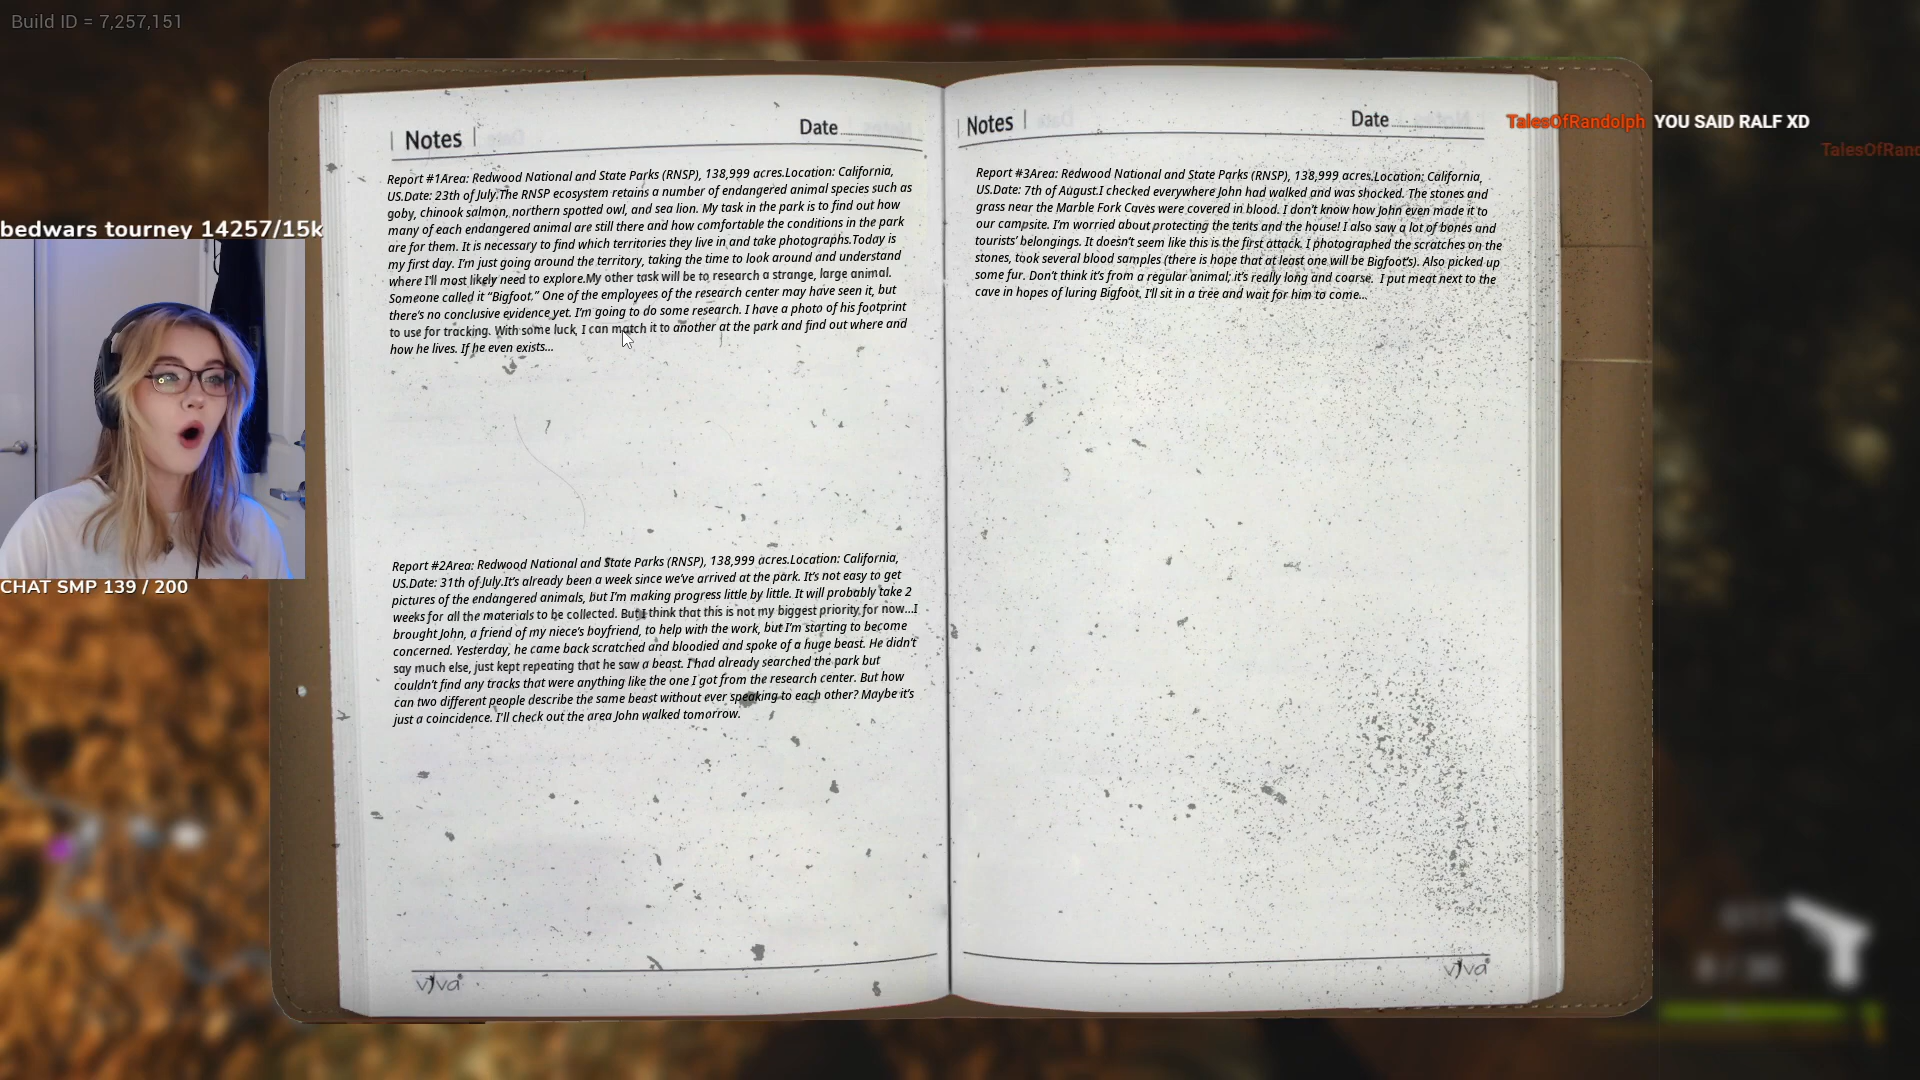 Build ID = 7,257,151
Notes
Date
Report #1Area: Redwood National and State Parks (RNSP), 138,999 acres.Location: California,
US.Date: 23th of July.The RNSP ecosystem retains a number of endangered animal species such as
goby, chinook salmon, northern spotted owl, and sea lion. My task in the park is to find out how
many of each endangered animal are still there and how comfortable the conditions in the park
are for them. It is necessary to find which territories they live in and take photographs.Today is
my first day. I'm just going around the territory, taking the time to look around and understand
where I'll most likely need to explore.My other task will be to research a strange, large animal.
Someone called it “Bigfoot.” One of the employees of the research center may have seen it, but
there's no conclusive evidence yet. I'm going to do some research. I have a photo of his footprint
to use for tracking. With some luck, I can match it to another at the park and find out where and
how he lives. If he even exists...
Report #2Area: Redwood National and State Parks (RNSP), 138,999 acres.Location: California,
US.Date: 31th of July.It's already been a week since we've arrived at the park. It's not easy to get
pictures of the endangered animals, but I'm making progress little by little. It will probably take 2
weeks for all the materials to be collected. But I think that this is not my biggest priority for now...I
brought John, a friend of my niece's boyfriend, to help with the work, but I'm starting to become
concerned. Yesterday, he came back scratched and bloodied and spoke of a huge beast. He didn't
say much else, just kept repeating that he saw a beast. I had already searched the park but
couldn't find any tracks that were anything like the one I got from the research center. But how
can two different people describe the same beast without ever speaking to each other? Maybe it's
just a coincidence. I'll check out the area John walked tomorrow.
viva
Notes
Date
Report #3Area: Redwood National and State Parks (RNSP), 138,999 acres.Location: California,
US.Date: 7th of August.I checked everywhere John had walked and was shocked. The stones and
grass near the Marble Fork Caves were covered in blood. I don't know how John even made it to
our campsite. I'm worried about protecting the tents and the house! I also saw a lot of bones and
tourists' belongings. It doesn't seem like this is the first attack. I photographed the scratches on the
stones, took several blood samples (there is hope that at least one will be Bigfoot's). Also picked up
some fur. Don't think it's from a regular animal; it's really long and coarse. I put meat next to the
cave in hopes of luring Bigfoot. I'll sit in a tree and wait for him to come...
viva
TalesOfRandolph YOU SAID RALF XD
bedwars tourney 14257/15k
CHAT SMP 139 / 200